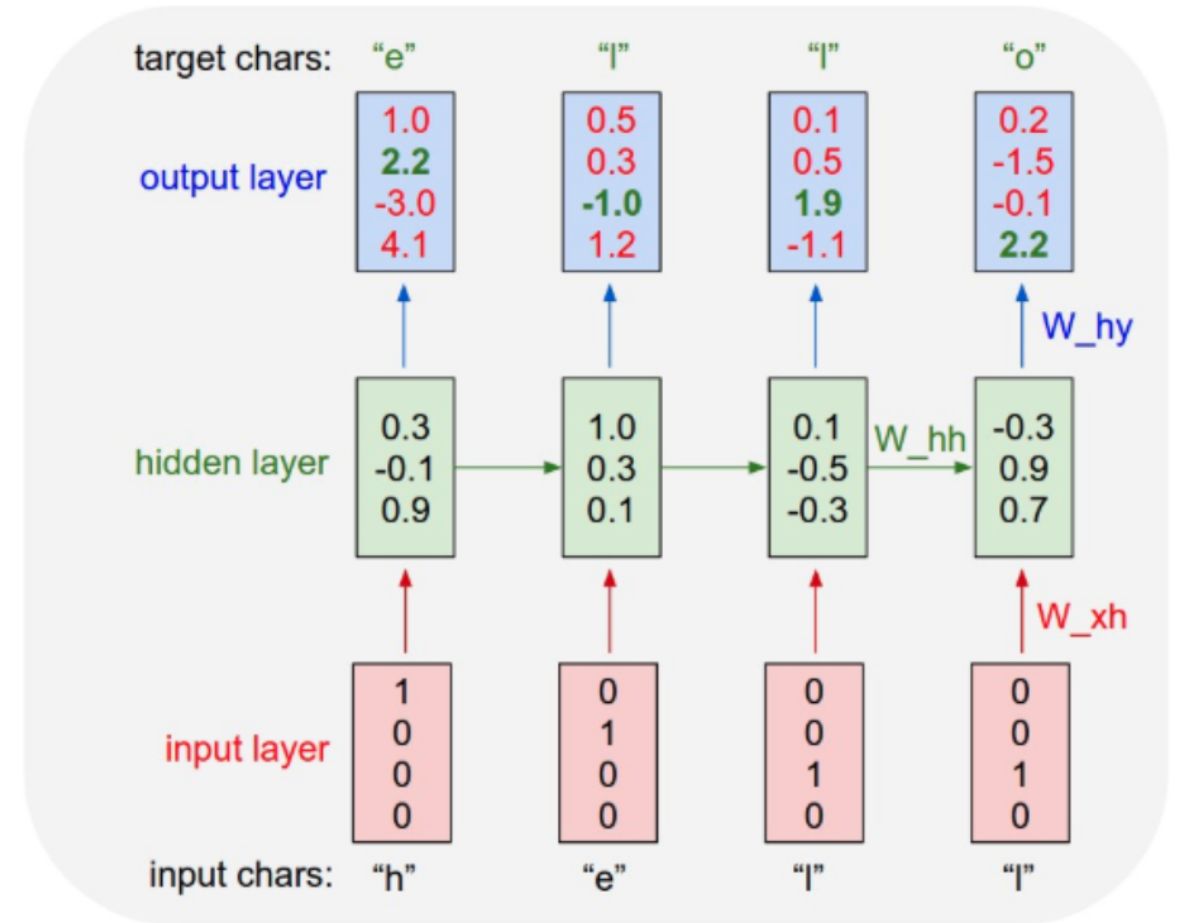 target chars: “e” “l” “l” “o”
1.0 0.5 0.1 0.2
2.2 0.3 0.5 -1.5
output layer
-3.0 -1.0 1.9 -0.1
4.1 1.2 -1.1 2.2
W_hy
0.3 1.0 0.1 -0.3
W_hh
hidden layer -0.1 0.3 -0.5 0.9
0.9 0.1 -0.3 0.7
W_xh
1 0 0 0
0 1 0 0
input layer
0 0 1 1
0 0 0 0
input chars: “h” “e” “l” “l”